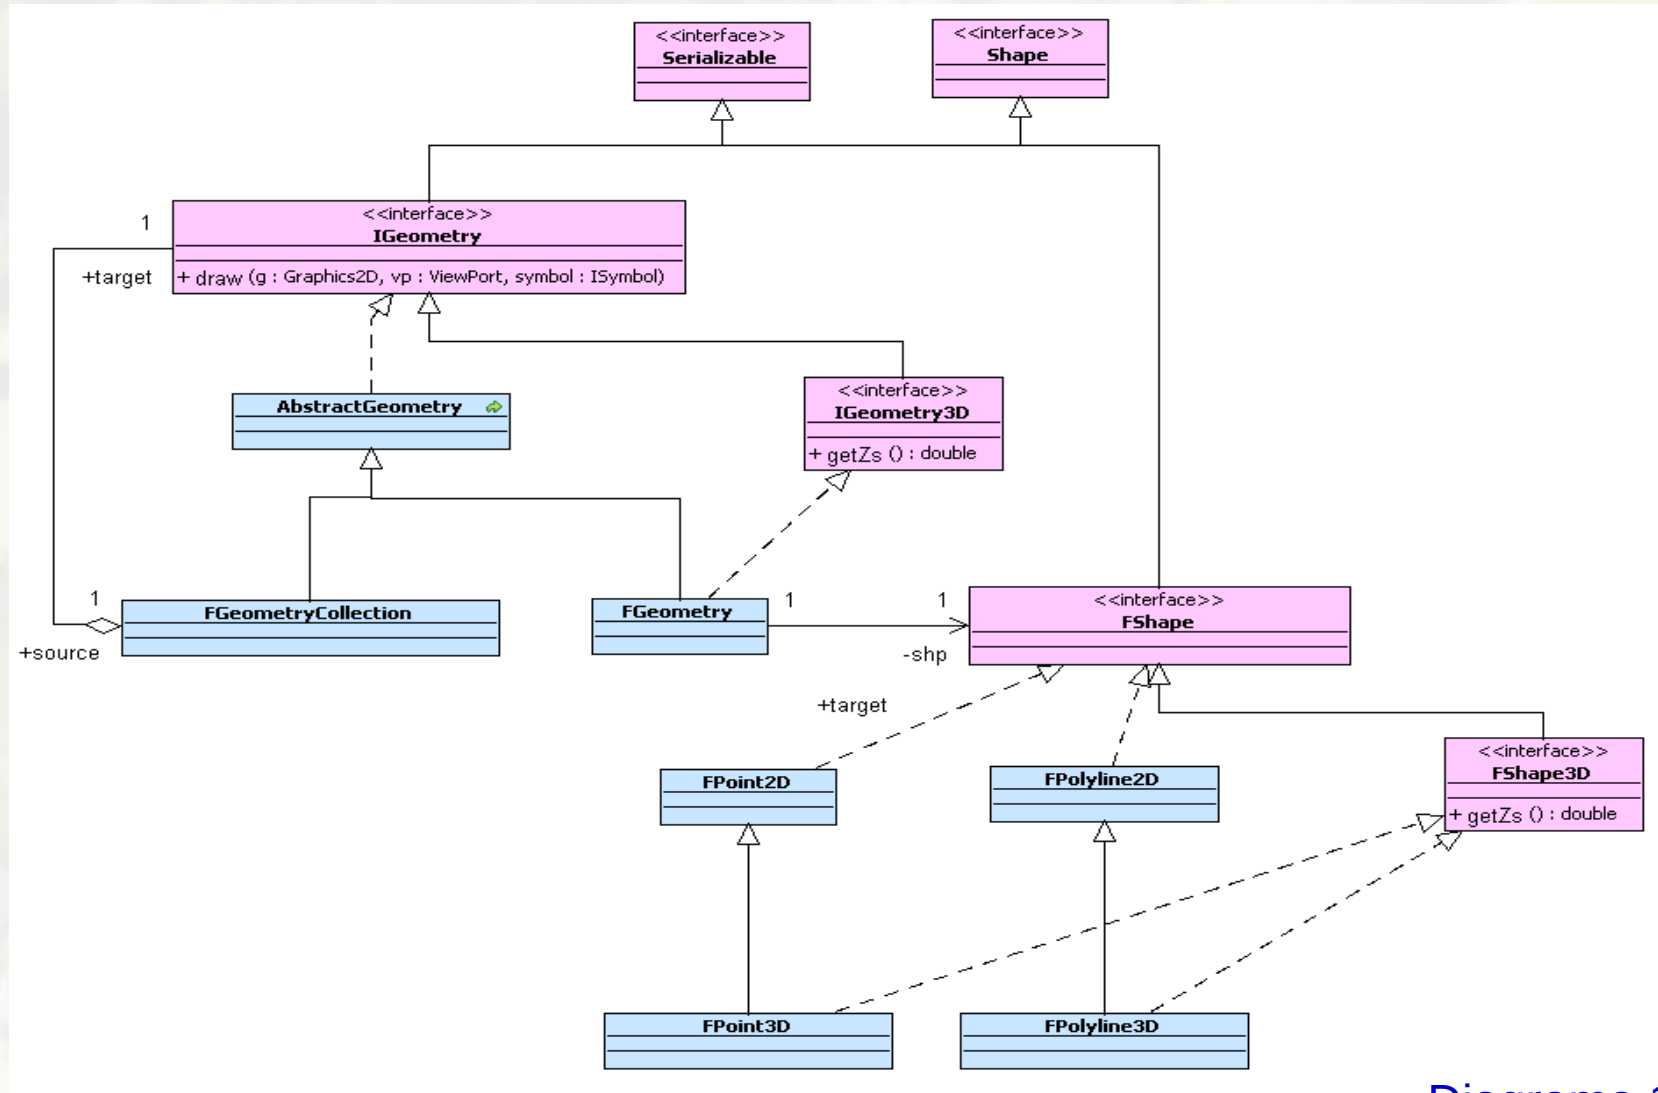 <<interface>>
Serializable
<<interface>>
Shape
1
<<interface>>
IGeometry
+target
+ draw (g : Graphics2D, vp : ViewPort, symbol : ISymbol)
AbstractGeometry
<<interface>>
IGeometry3D
+ getZs () : double
1
FGeometryCollection
+source
FGeometry
1
1
-shp
<<interface>>
FShape
+target
FPoint2D
FPolyline2D
<<interface>>
FShape3D
+ getZs () : double
FPoint3D
FPolyline3D